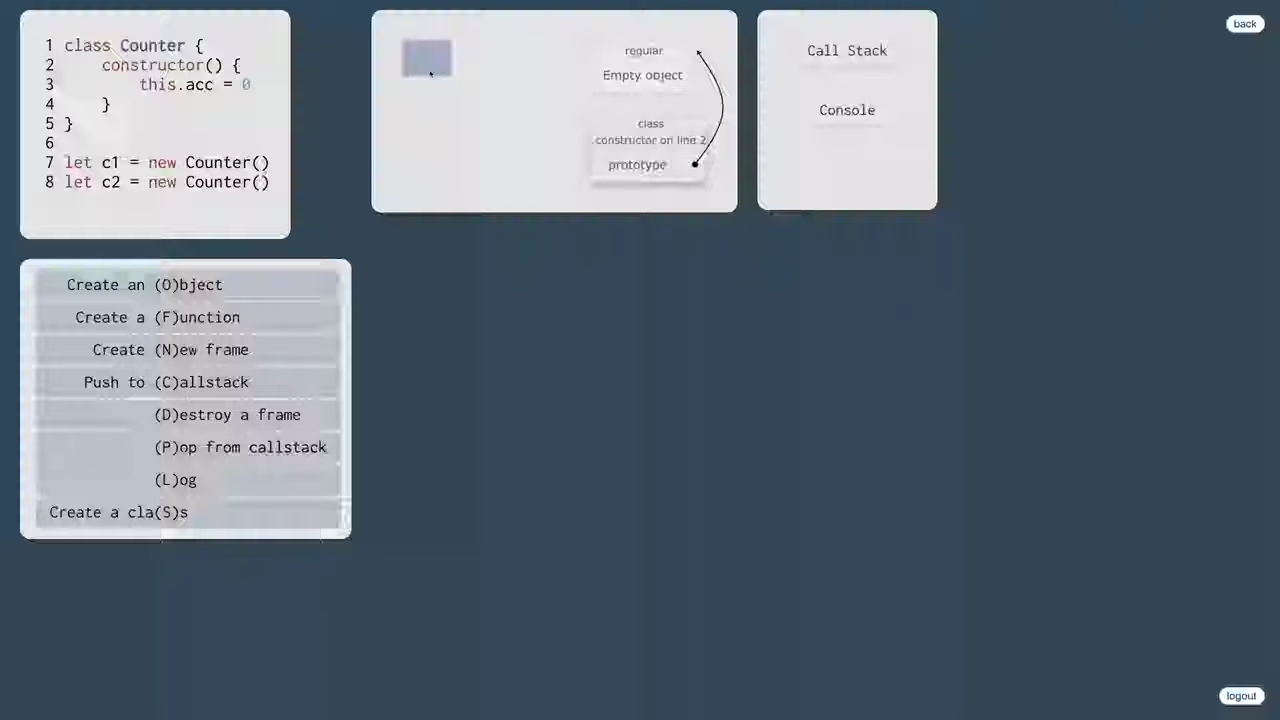 1 class Counter {
2     constructor() {
3         this.acc = 0
4     }
5 }
6
7 let c1 = new Counter()
8 let c2 = new Counter()
regular
Empty object
class
constructor on line 2
prototype
Call Stack
Console
back
Create an (O)bject
Create a (F)unction
Create (N)ew frame
Push to (C)allstack
(D)estroy a frame
(P)op from callstack
(L)og
Create a cla(S)s
logout